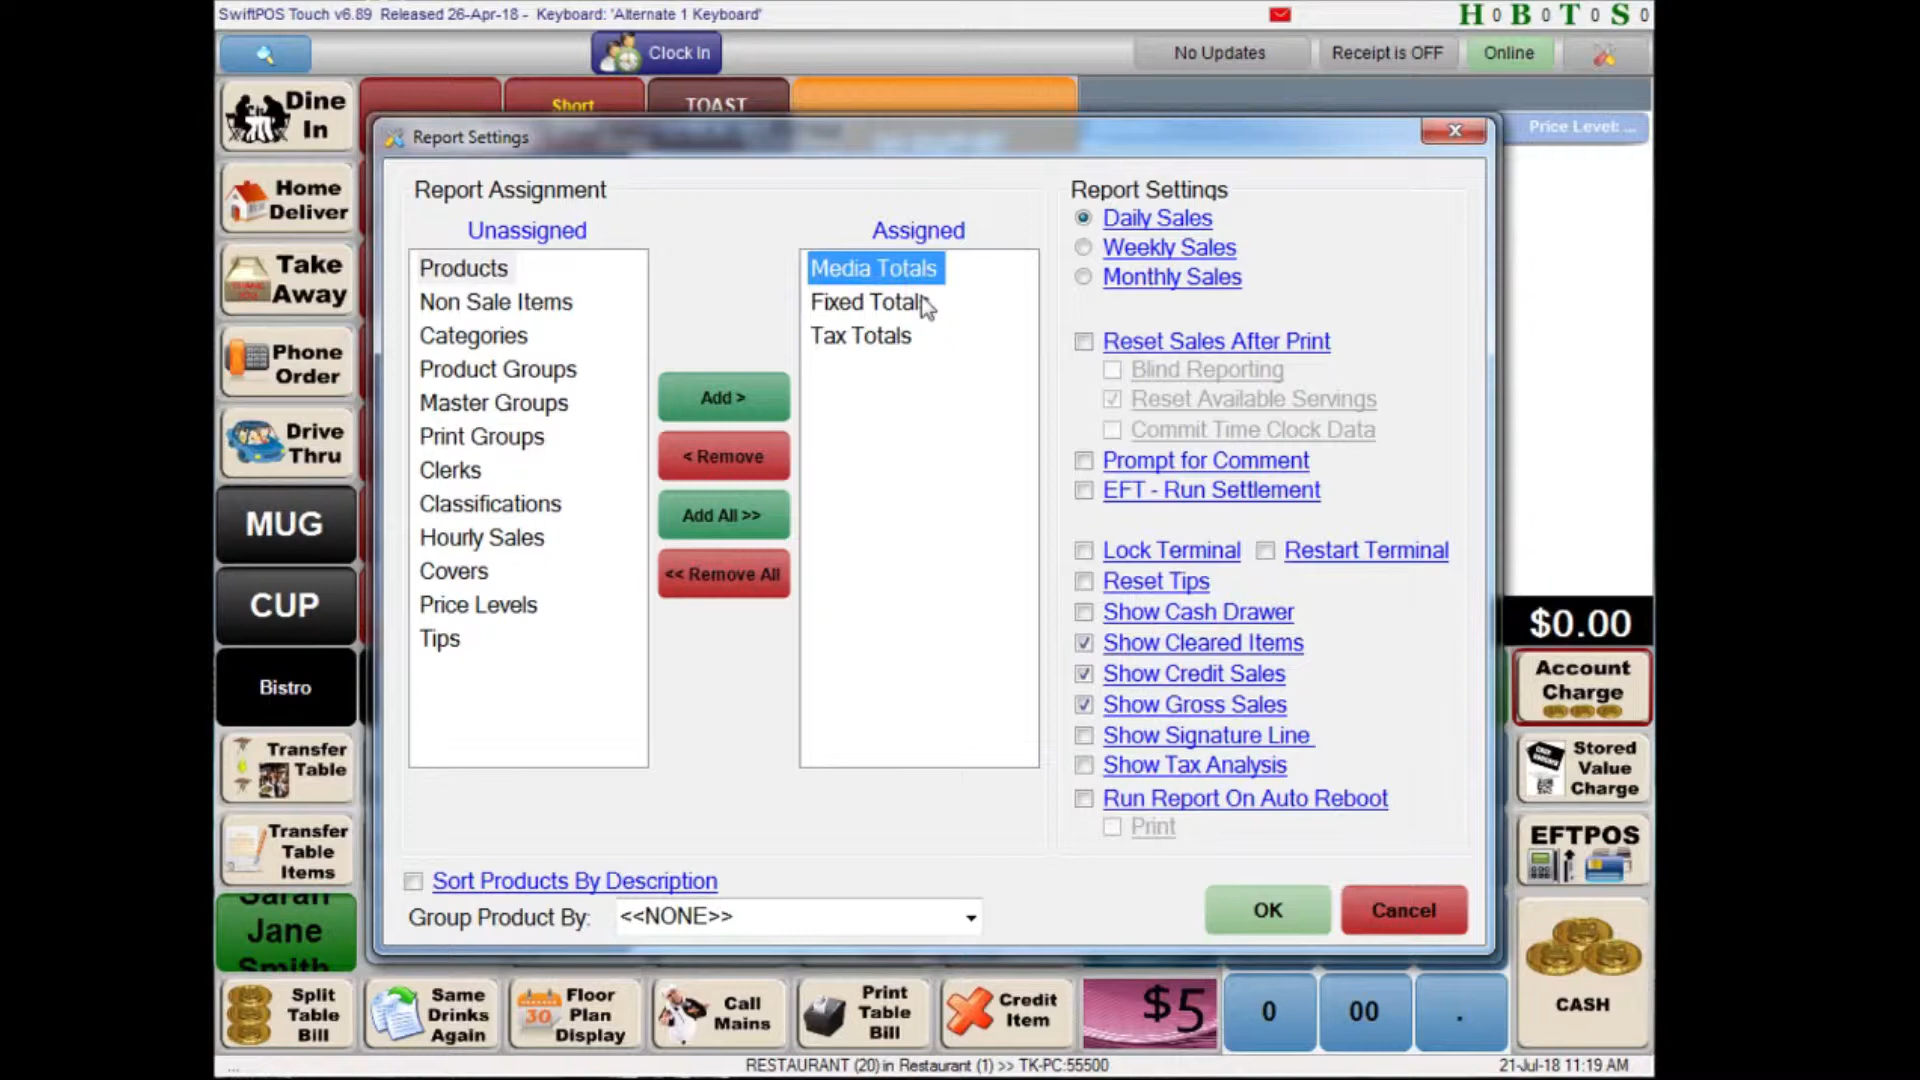 SwiftPOS Touch v6.89 Released 26-Apr-18 - Keyboard: 'Alternate 1 Keyboard'
H 0 B 0 T 0 S 0
Clock In
No Updates
Receipt is OFF
Online
Dine
In
Home
Deliver
Take
Away
Phone
Order
Drive
Thru
MUG
CUP
Bistro
Transfer
Table
Transfer
Table
Items
Sarah
Jane
Smith
Short
TOAST
Price Level: ...
Report Settings
Report Assignment
Unassigned
Products
Non Sale Items
Categories
Product Groups
Master Groups
Print Groups
Clerks
Classifications
Hourly Sales
Covers
Price Levels
Tips
Add >
< Remove
Add All >>
<< Remove All
Assigned
Media Totals
Fixed Totals
Tax Totals
Report Settings
Daily Sales
Weekly Sales
Monthly Sales
Reset Sales After Print
Blind Reporting
Reset Available Servings
Commit Time Clock Data
Prompt for Comment
EFT - Run Settlement
Lock Terminal Restart Terminal
Reset Tips
Show Cash Drawer
Show Cleared Items
Show Credit Sales
Show Gross Sales
Show Signature Line
Show Tax Analysis
Run Report On Auto Reboot
Print
Sort Products By Description
Group Product By: <<NONE>>
OK
Cancel
$0.00
Account
Charge
Stored
Value
Charge
EFTPOS
CASH
Split
Table
Bill
Same
Drinks
Again
Floor
Plan
Display
30
Call
Mains
Print
Table
Bill
Credit
Item
$5
0
00
.
... RESTAURANT (20) in Restaurant (1) >> TK-PC:55500 21-Jul-18 11:19 AM